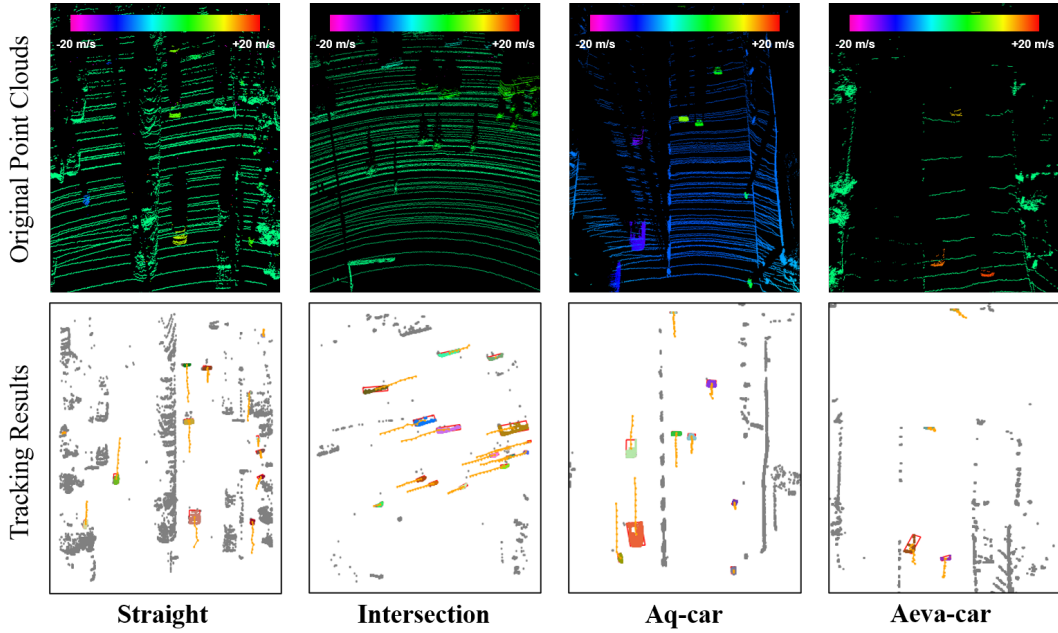 Original Point Clouds
-20 m/s +20 m/s
-20 m/s +20 m/s
-20 m/s +20 m/s
-20 m/s +20 m/s
Tracking Results
Straight
Intersection
Aq-car
Aeva-car